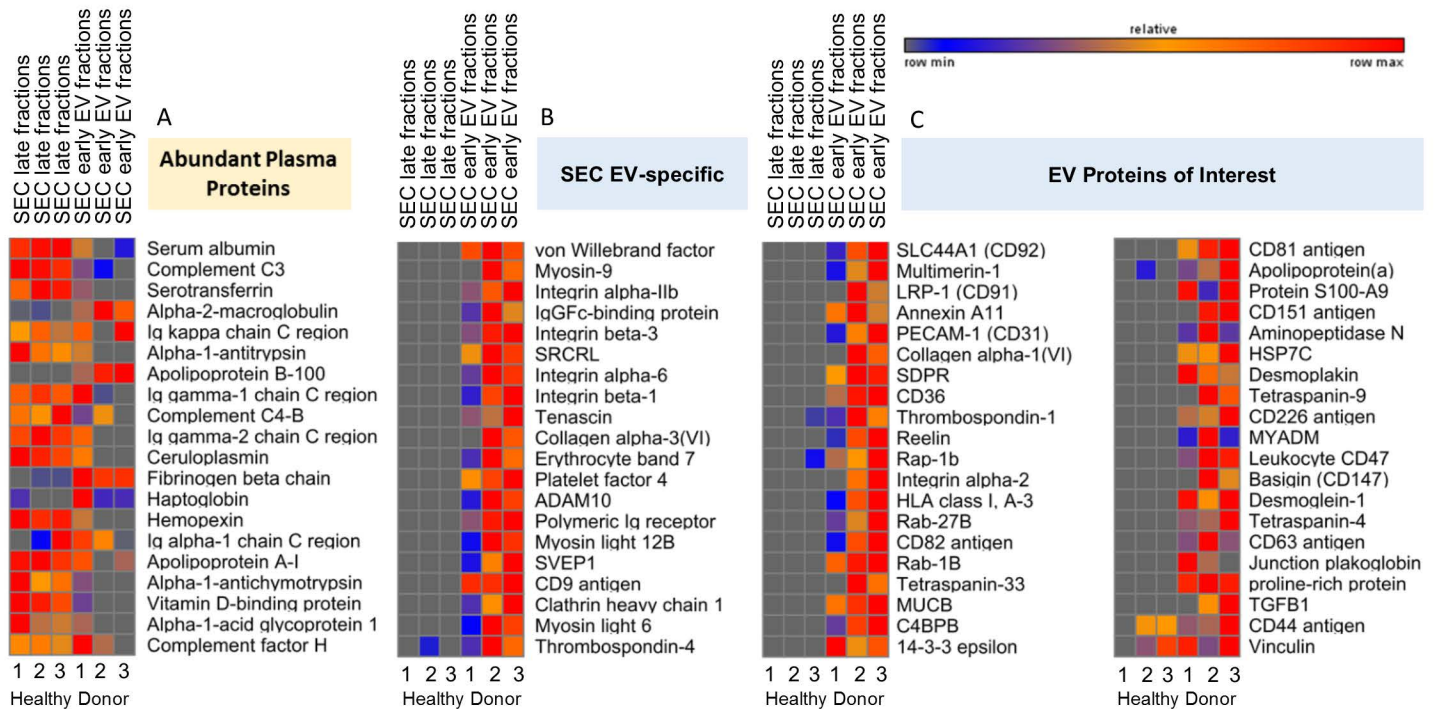 relative
row min
row max
SEC late fractions
SEC late fractions
SEC late fractions
SEC early EV fractions
SEC early EV fractions
SEC early EV fractions
A
Abundant Plasma
Proteins
Serum albumin
Complement C3
Serotransferrin
Alpha-2-macroglobulin
Ig kappa chain C region
Alpha-1-antitrypsin
Apolipoprotein B-100
Ig gamma-1 chain C region
Complement C4-B
Ig gamma-2 chain C region
Ceruloplasmin
Fibrinogen beta chain
Haptoglobin
Hemopexin
Ig alpha-1 chain C region
Apolipoprotein A-I
Alpha-1-antichymotrypsin
Vitamin D-binding protein
Alpha-1-acid glycoprotein 1
Complement factor H
1 2 3 1 2 3
Healthy Donor
SEC late fractions
SEC late fractions
SEC late fractions
SEC early EV fractions
SEC early EV fractions
SEC early EV fractions
B
SEC EV-specific
von Willebrand factor
Myosin-9
Integrin alpha-IIb
IgGFc-binding protein
Integrin beta-3
SRCRL
Integrin alpha-6
Integrin beta-1
Tenascin
Collagen alpha-3(VI)
Erythrocyte band 7
Platelet factor 4
ADAM10
Polymeric Ig receptor
Myosin light 12B
SVEP1
CD9 antigen
Clathrin heavy chain 1
Myosin light 6
Thrombospondin-4
1 2 3 1 2 3
Healthy Donor
SEC late fractions
SEC late fractions
SEC late fractions
SEC early EV fractions
SEC early EV fractions
SEC early EV fractions
C
EV Proteins of Interest
SLC44A1 (CD92)
Multimerin-1
LRP-1 (CD91)
Annexin A11
PECAM-1 (CD31)
Collagen alpha-1(VI)
SDPR
CD36
Thrombospondin-1
Reelin
Rap-1b
Integrin alpha-2
HLA class I, A-3
Rab-27B
CD82 antigen
Rab-1B
Tetraspanin-33
MUCB
C4BPB
14-3-3 epsilon
1 2 3 1 2 3
Healthy Donor
CD81 antigen
Apolipoprotein(a)
Protein S100-A9
CD151 antigen
Aminopeptidase N
HSP7C
Desmoplakin
Tetraspanin-9
CD226 antigen
MYADM
Leukocyte CD47
Basigin (CD147)
Desmoglein-1
Tetraspanin-4
CD63 antigen
Junction plakoglobin
proline-rich protein
TGFB1
CD44 antigen
Vinculin
1 2 3 1 2 3
Healthy Donor